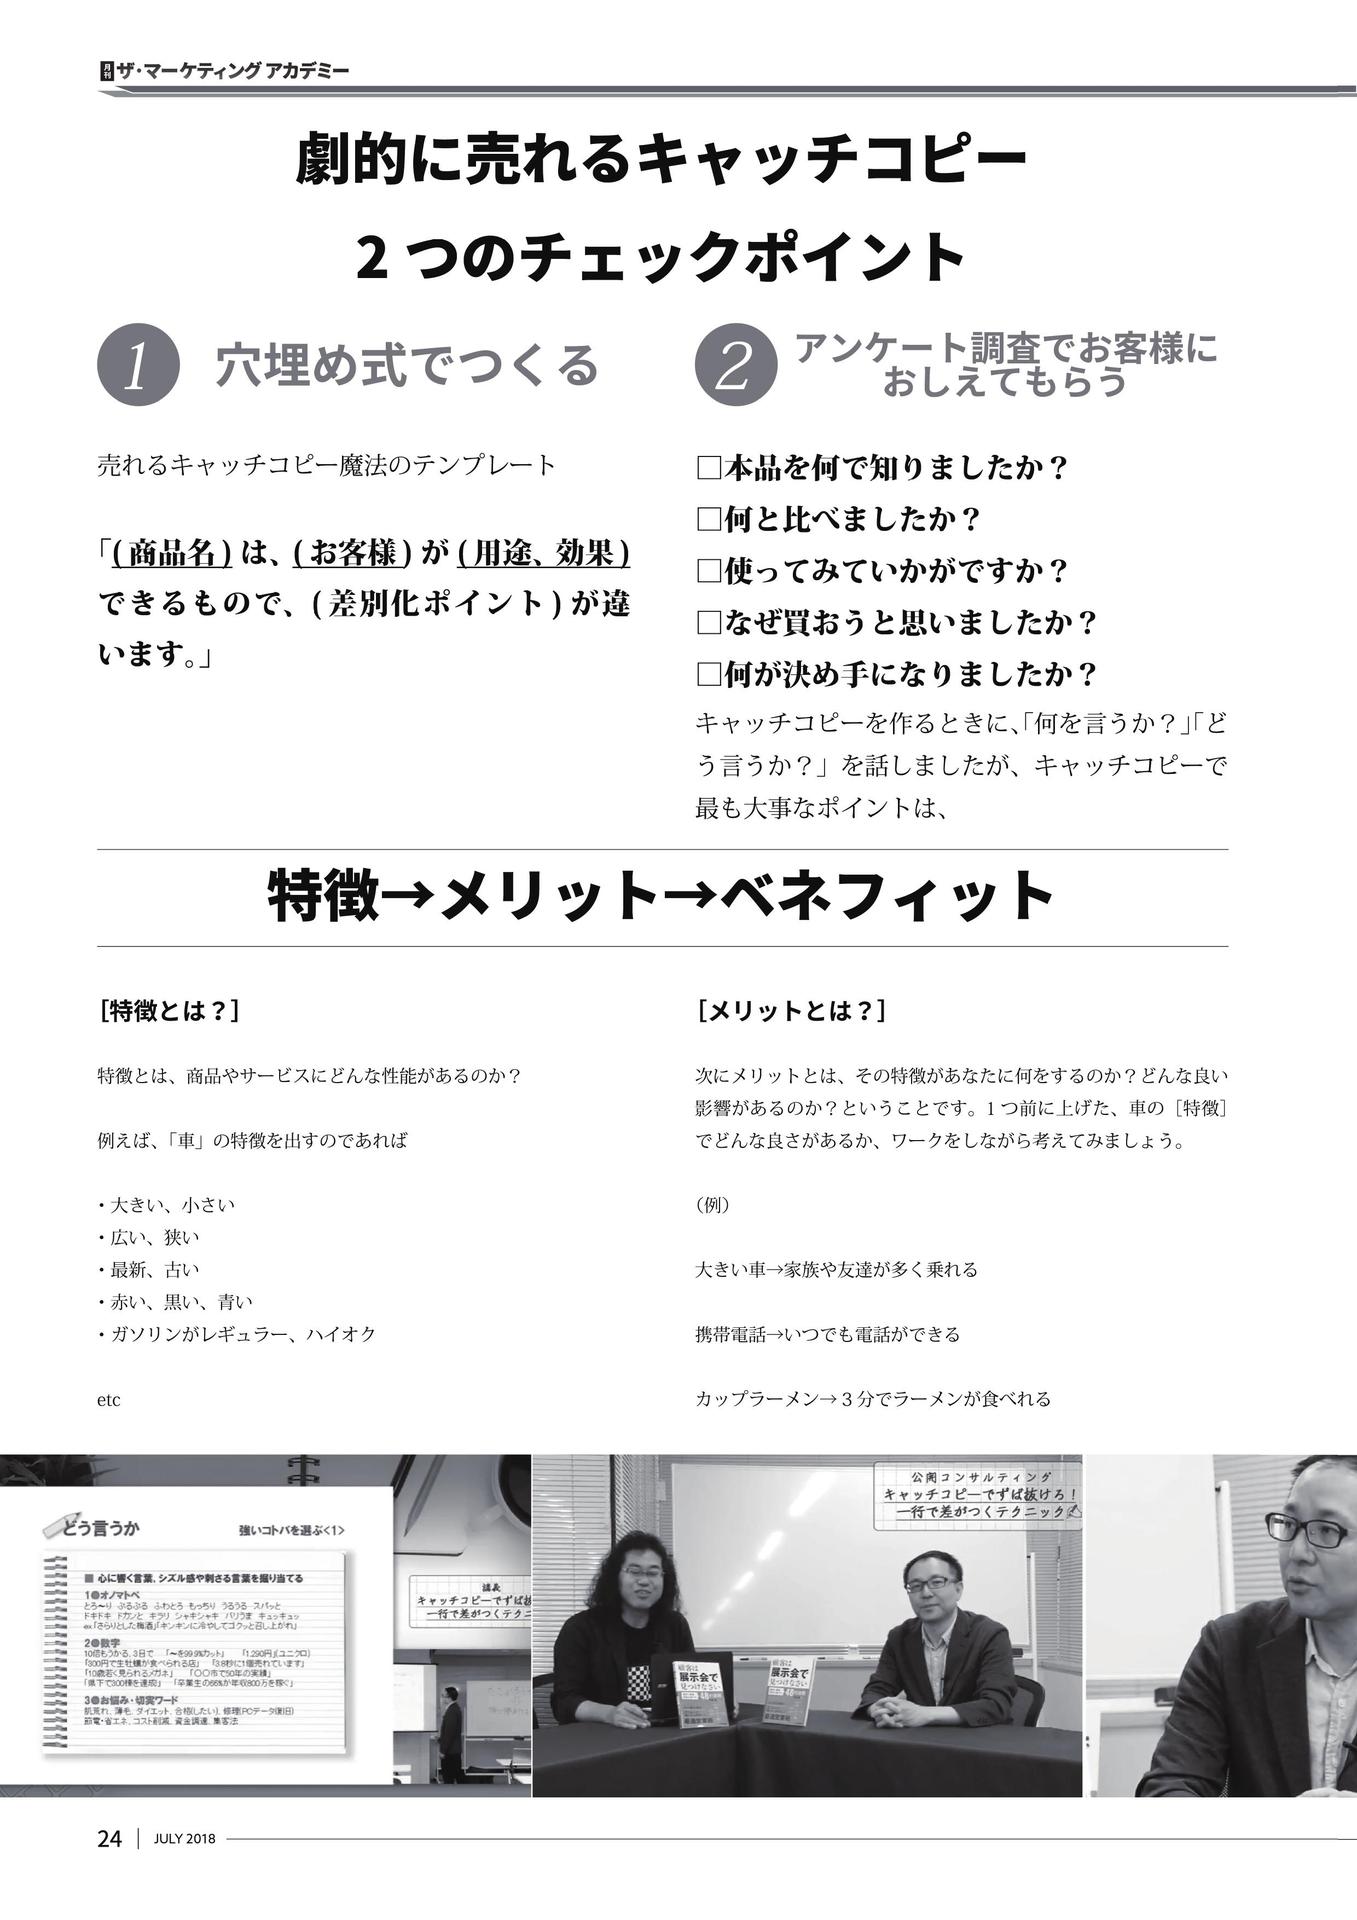 月刊 ザ・マーケティング アカデミー
劇的に売れるキャッチコピー
2 つのチェックポイント
1 穴埋め式でつくる
売れるキャッチコピー魔法のテンプレート
「( 商品名 ) は、( お客様 ) が ( 用途、効果 )
できるもので、( 差別化ポイント ) が違
います。」
2 アンケート調査でお客様に
おしえてもらう
□本品を何で知りましたか？
□何と比べましたか？
□使ってみていかがですか？
□なぜ買おうと思いましたか？
□何が決め手になりましたか？
キャッチコピーを作るときに、「何を言うか？」「ど
う言うか？」を話しましたが、キャッチコピーで
最も大事なポイントは、
特徴→メリット→ベネフィット
［特徴とは？］
特徴とは、商品やサービスにどんな性能があるのか？
例えば、「車」の特徴を出すのであれば
・大きい、小さい
・広い、狭い
・最新、古い
・赤い、黒い、青い
・ガソリンがレギュラー、ハイオク
etc
［メリットとは？］
次にメリットとは、その特徴があなたに何をするのか？どんな良い
影響があるのか？ということです。1 つ前に上げた、車の［特徴］
でどんな良さがあるか、ワークをしながら考えてみましょう。
（例）
大きい車→家族や友達が多く乗れる
携帯電話→いつでも電話ができる
カップラーメン→ 3 分でラーメンが食べれる
どう言うか
強いコトバを選ぶ<1>
■ 心に響く言葉、シズル感や刺さる言葉を掘り当てる
1●オノマトペ
とろ〜り ぷるぷる ふわとろ もっちり うるうる スパッと
ドキドキ ドカンと キラリ シャキシャキ パリうま キュッキュッ
ex.「さらりとした梅酒」「キンキンに冷やしてゴクッと召し上がれ」
2●数字
10倍もうかる、3日で 「〜を99.9%カット」 「1,290円」(ユニクロ)
「300円で生牡蠣が食べられる店」 「3.8秒に1個売れています」
「10歳若く見られるメガネ」 「〇〇市で50年の実績」
「県下で300棟を達成」 「卒業生の66%が年収800万を稼ぐ」
3●お悩み・切実ワード
肌荒れ、薄毛、ダイエット、合格(したい)、修理(PCデータ復旧)
節電・省エネ、コスト削減、資金調達、集客法
講義
キャッチコピーでずば抜
一行で差がつくテクニ
公開コンサルティング
キャッチコピーでずば抜けろ！
一行で差がつくテクニック
顧客は
展示会で
見つけなさい
顧客は
展示会で
見つけなさい
24 JULY 2018